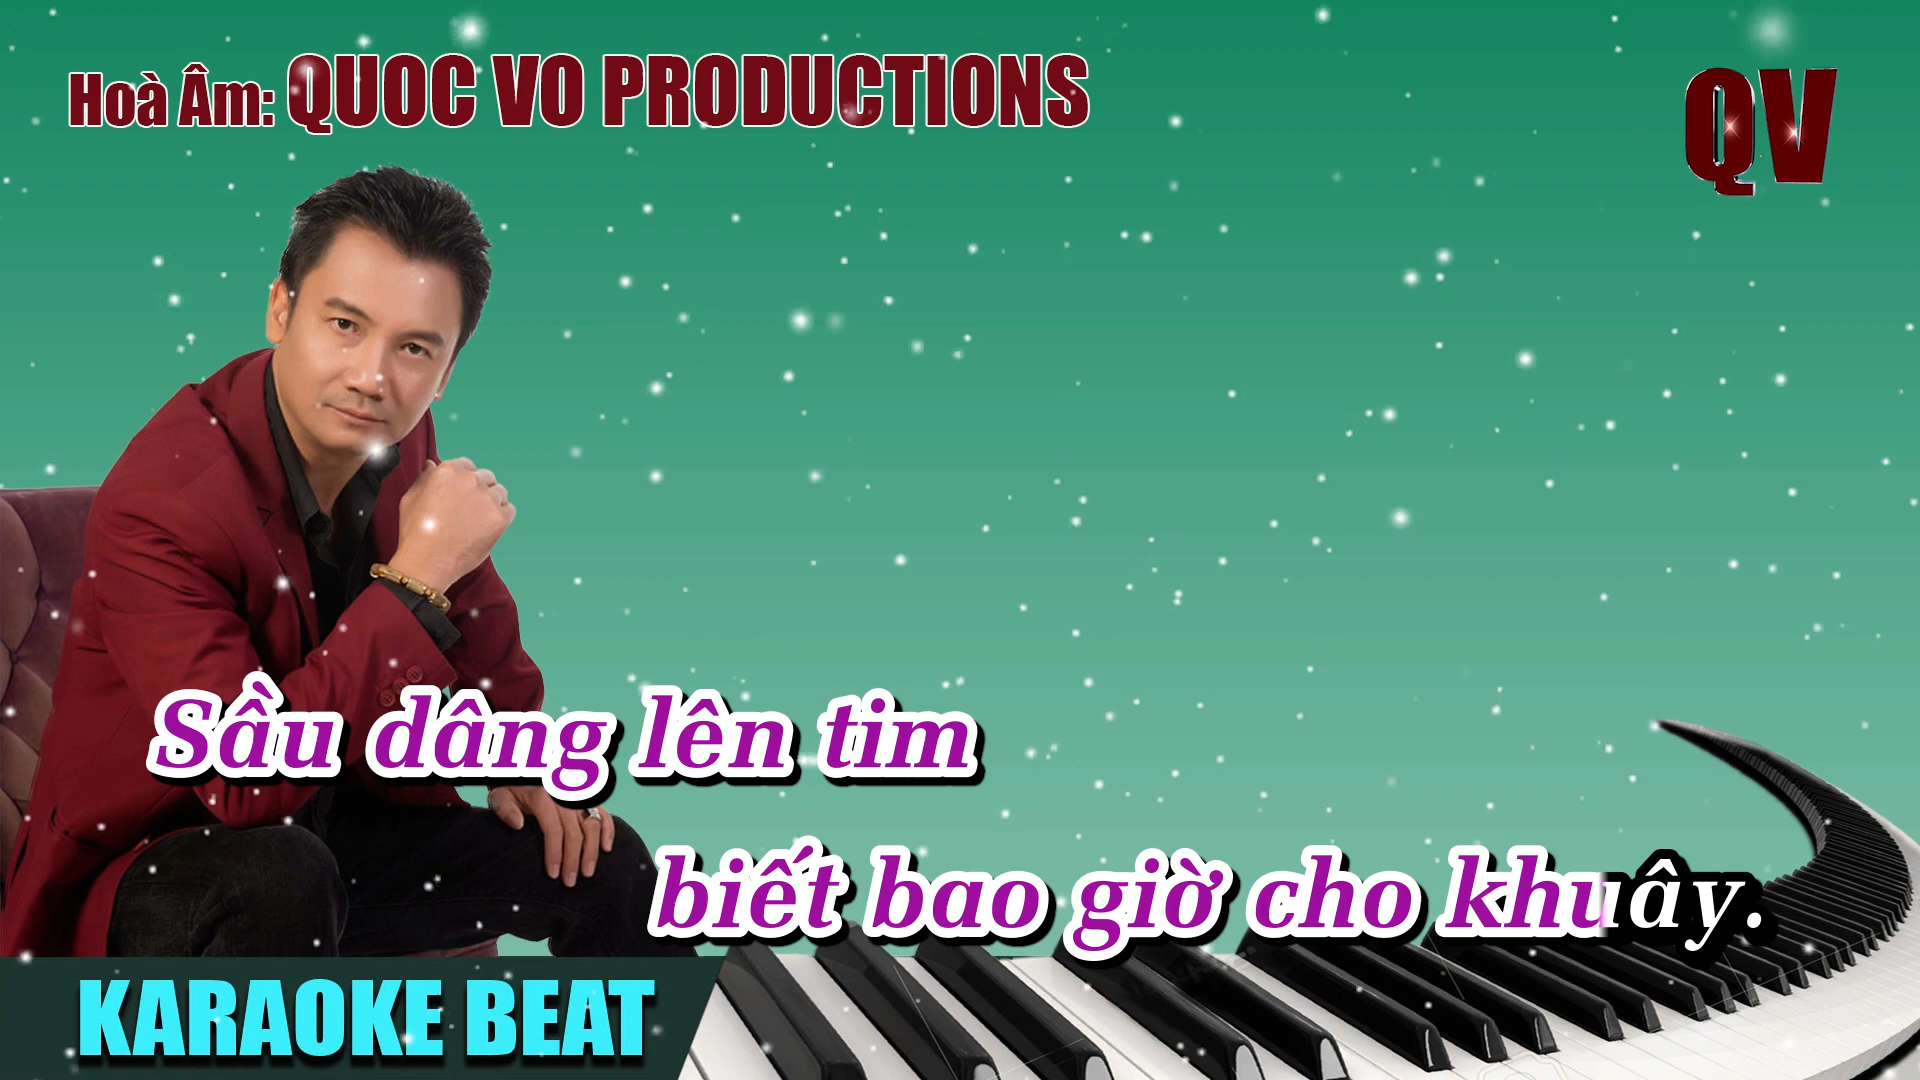 Hoà Âm: QUOC VO PRODUCTIONS
QV
Sầu dâng lên tim
biết bao giờ cho khuây.
KARAOKE BEAT